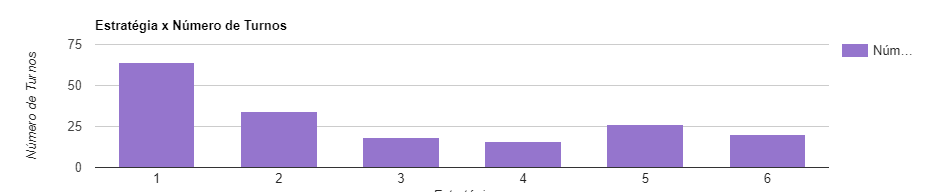 Estratégia x Número de Turnos
Número de Turnos
75
50
25
0
1 2 3 4 5 6
Núm...